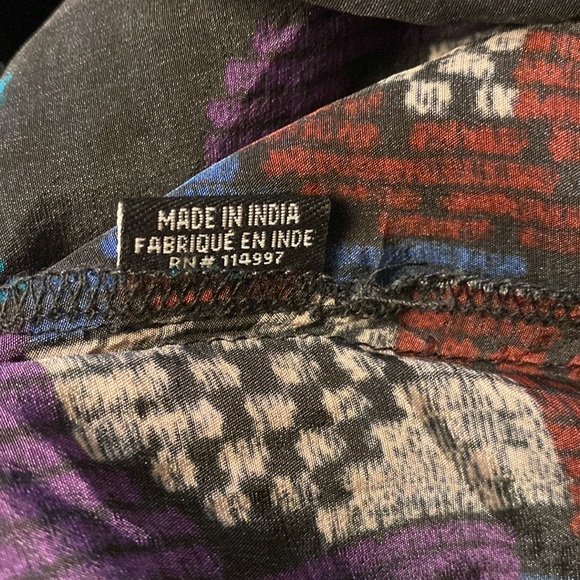 MADE IN INDIA
FABRIQUÉ EN INDE
RN# 114997